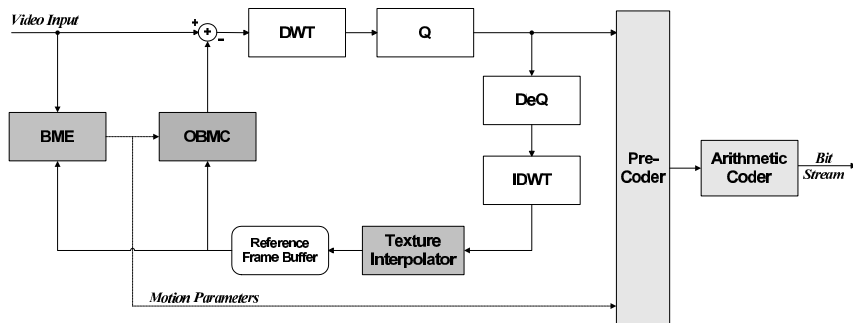 Video Input
+
+
-
DWT
Q
DeQ
BME
OBMC
IDWT
Pre-
Coder
Arithmetic
Coder
Bit
Stream
Reference
Frame Buffer
Texture
Interpolator
Motion Parameters